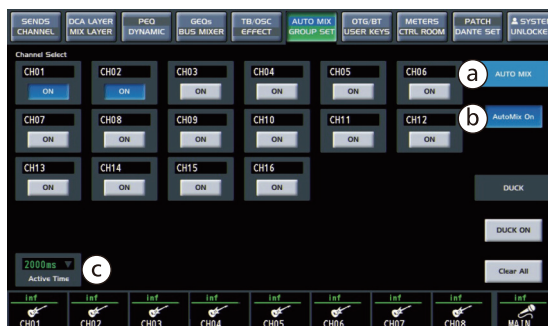 SENDS DCA LAYER PEQ GEQs TB/OSC AUTO MIX OTG/BT METERS PATCH SYSTE
CHANNEL MIX LAYER DYNAMIC BUS MIXER EFFECT GROUP SET USER KEYS CTRL ROOM DANTE SET UNLOCKE
Channel Select
CH01 CH02 CH03 CH04 CH05 CH06
a AUTO MIX
ON ON ON ON ON ON
b AutoMix On
CH07 CH08 CH09 CH10 CH11 CH12
ON ON ON ON ON ON
CH13 CH14 CH15 CH16
ON ON ON ON
DUCK
DUCK ON
2000ms c
Active Time
Clear All
inf inf inf inf inf inf inf inf inf
CH01 CH02 CH03 CH04 CH05 CH06 CH07 CH08 MAIN